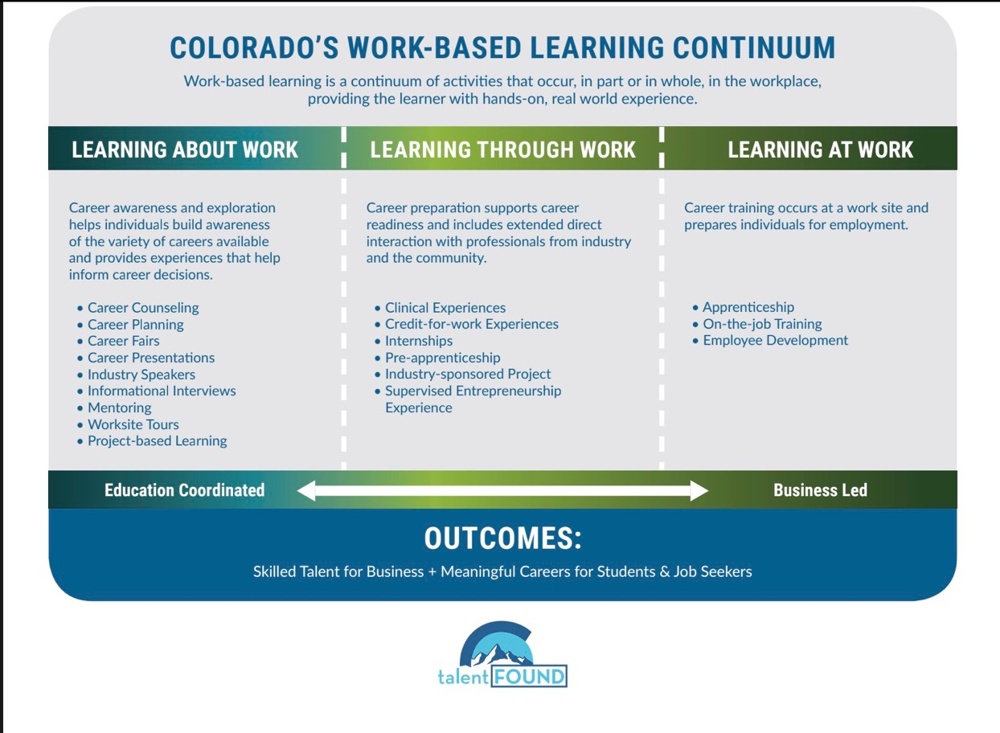 COLORADO'S WORK-BASED LEARNING CONTINUUM
Work-based learning is a continuum of activities that occur, in part or in whole, in the workplace,
providing the learner with hands-on, real world experience.
LEARNING ABOUT WORK
Career awareness and exploration
helps individuals build awareness
of the variety of careers available
and provides experiences that help
inform career decisions.
• Career Counseling
• Career Planning
• Career Fairs
• Career Presentations
• Industry Speakers
• Informational Interviews
• Mentoring
• Worksite Tours
• Project-based Learning
LEARNING THROUGH WORK
Career preparation supports career
readiness and includes extended direct
interaction with professionals from industry
and the community.
• Clinical Experiences
• Credit-for-work Experiences
• Internships
• Pre-apprenticeship
• Industry-sponsored Project
• Supervised Entrepreneurship
Experience
LEARNING AT WORK
Career training occurs at a work site and
prepares individuals for employment.
• Apprenticeship
• On-the-job Training
• Employee Development
Education Coordinated
Business Led
OUTCOMES:
Skilled Talent for Business + Meaningful Careers for Students & Job Seekers
talent FOUND